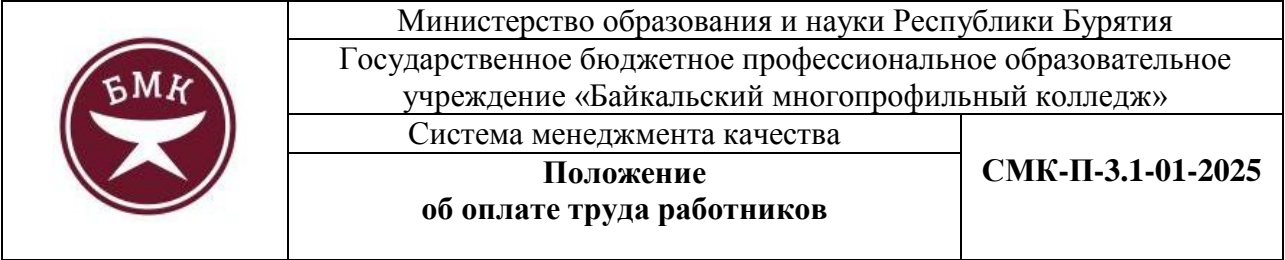 БМК
Министерство образования и науки Республики Бурятия
Государственное бюджетное профессиональное образовательное
учреждение «Байкальский многопрофильный колледж»
Система менеджмента качества
Положение
об оплате труда работников
СМК-П-3.1-01-2025